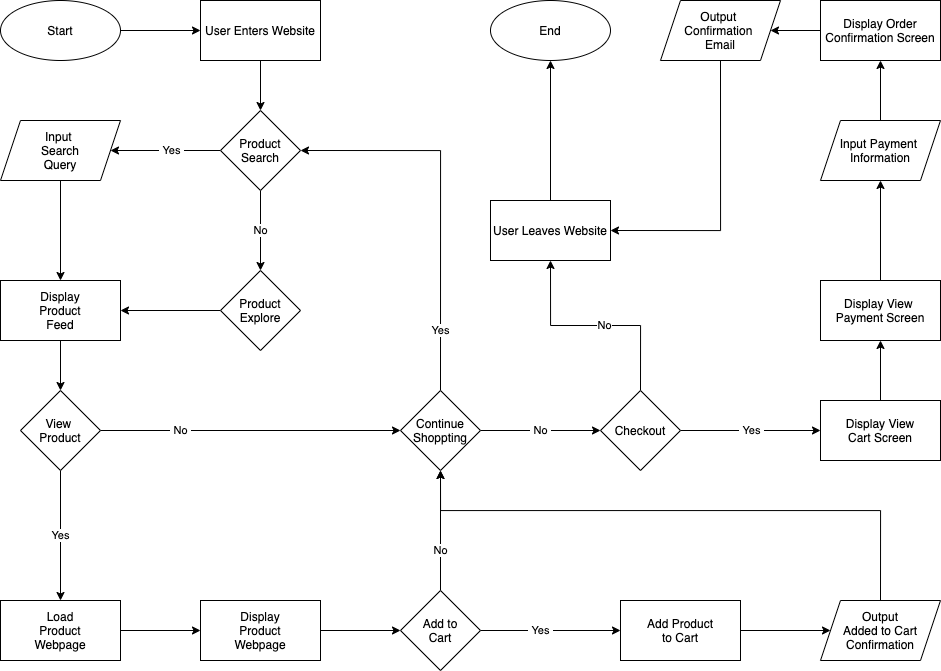 Start
User Enters Website
End
Output
Confirmation
Email
Display Order
Confirmation Screen
Input
Search
Query
Yes
Product
Search
Input Payment
Information
No
User Leaves Website
Display
Product
Feed
Product
Explore
Yes
No
Display View
Payment Screen
View
Product
No
Continue
Shoppting
No
Checkout
Yes
Display View
Cart Screen
Yes
No
Load
Product
Webpage
Display
Product
Webpage
Add to
Cart
Yes
Add Product
to Cart
Output
Added to Cart
Confirmation